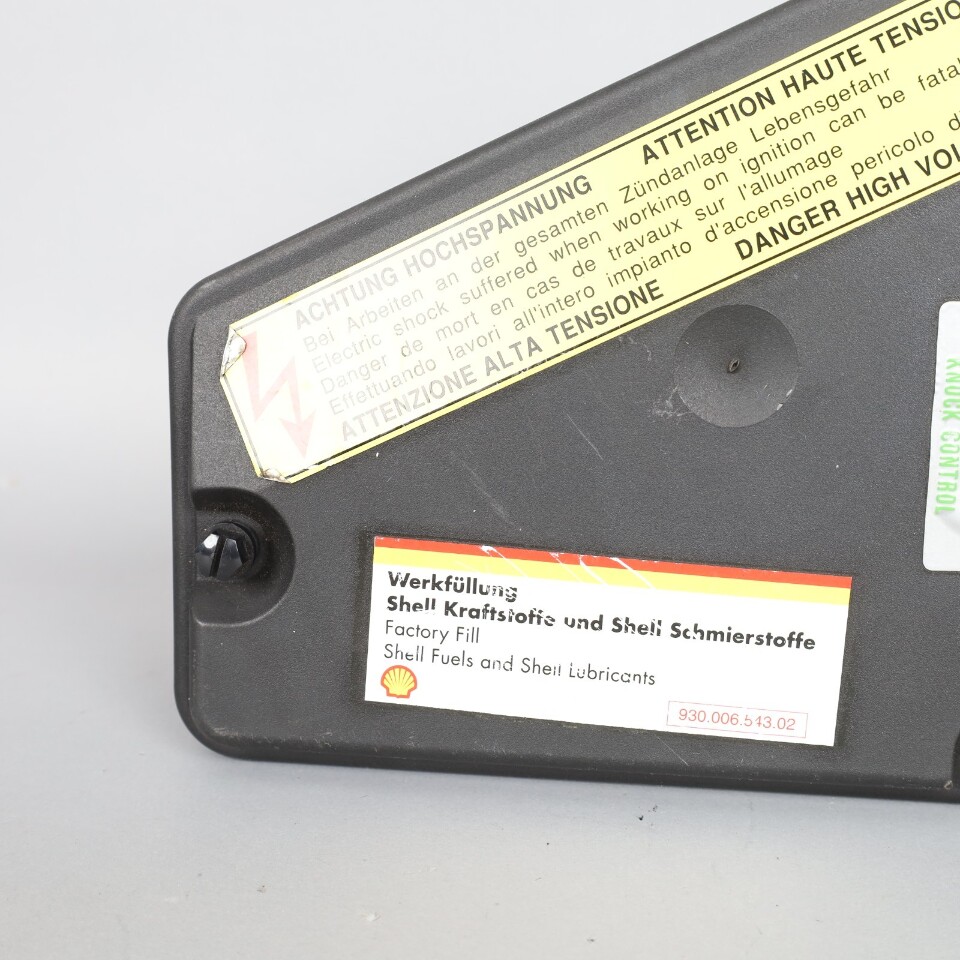 ACHTUNG HOCHSPANNUNG ATTENTION HAUTE
Bei Arbeiten an der gesamten Zündanlage Lebensgefahr
Electric shock suffered when working on ignition can be
Danger de mort en cas de travaux sur l'allumage
Effettuando lavori all'intero impianto d'accensione pericolo
ATTENZIONE ALTA TENSIONE DANGER HIGH
KNOCK CONTROL
Werkfüllung
Shell Kraftstoffe und Shell Schmierstoffe
Factory Fill
Shell Fuels and Shell Lubricants
930.006.543.02